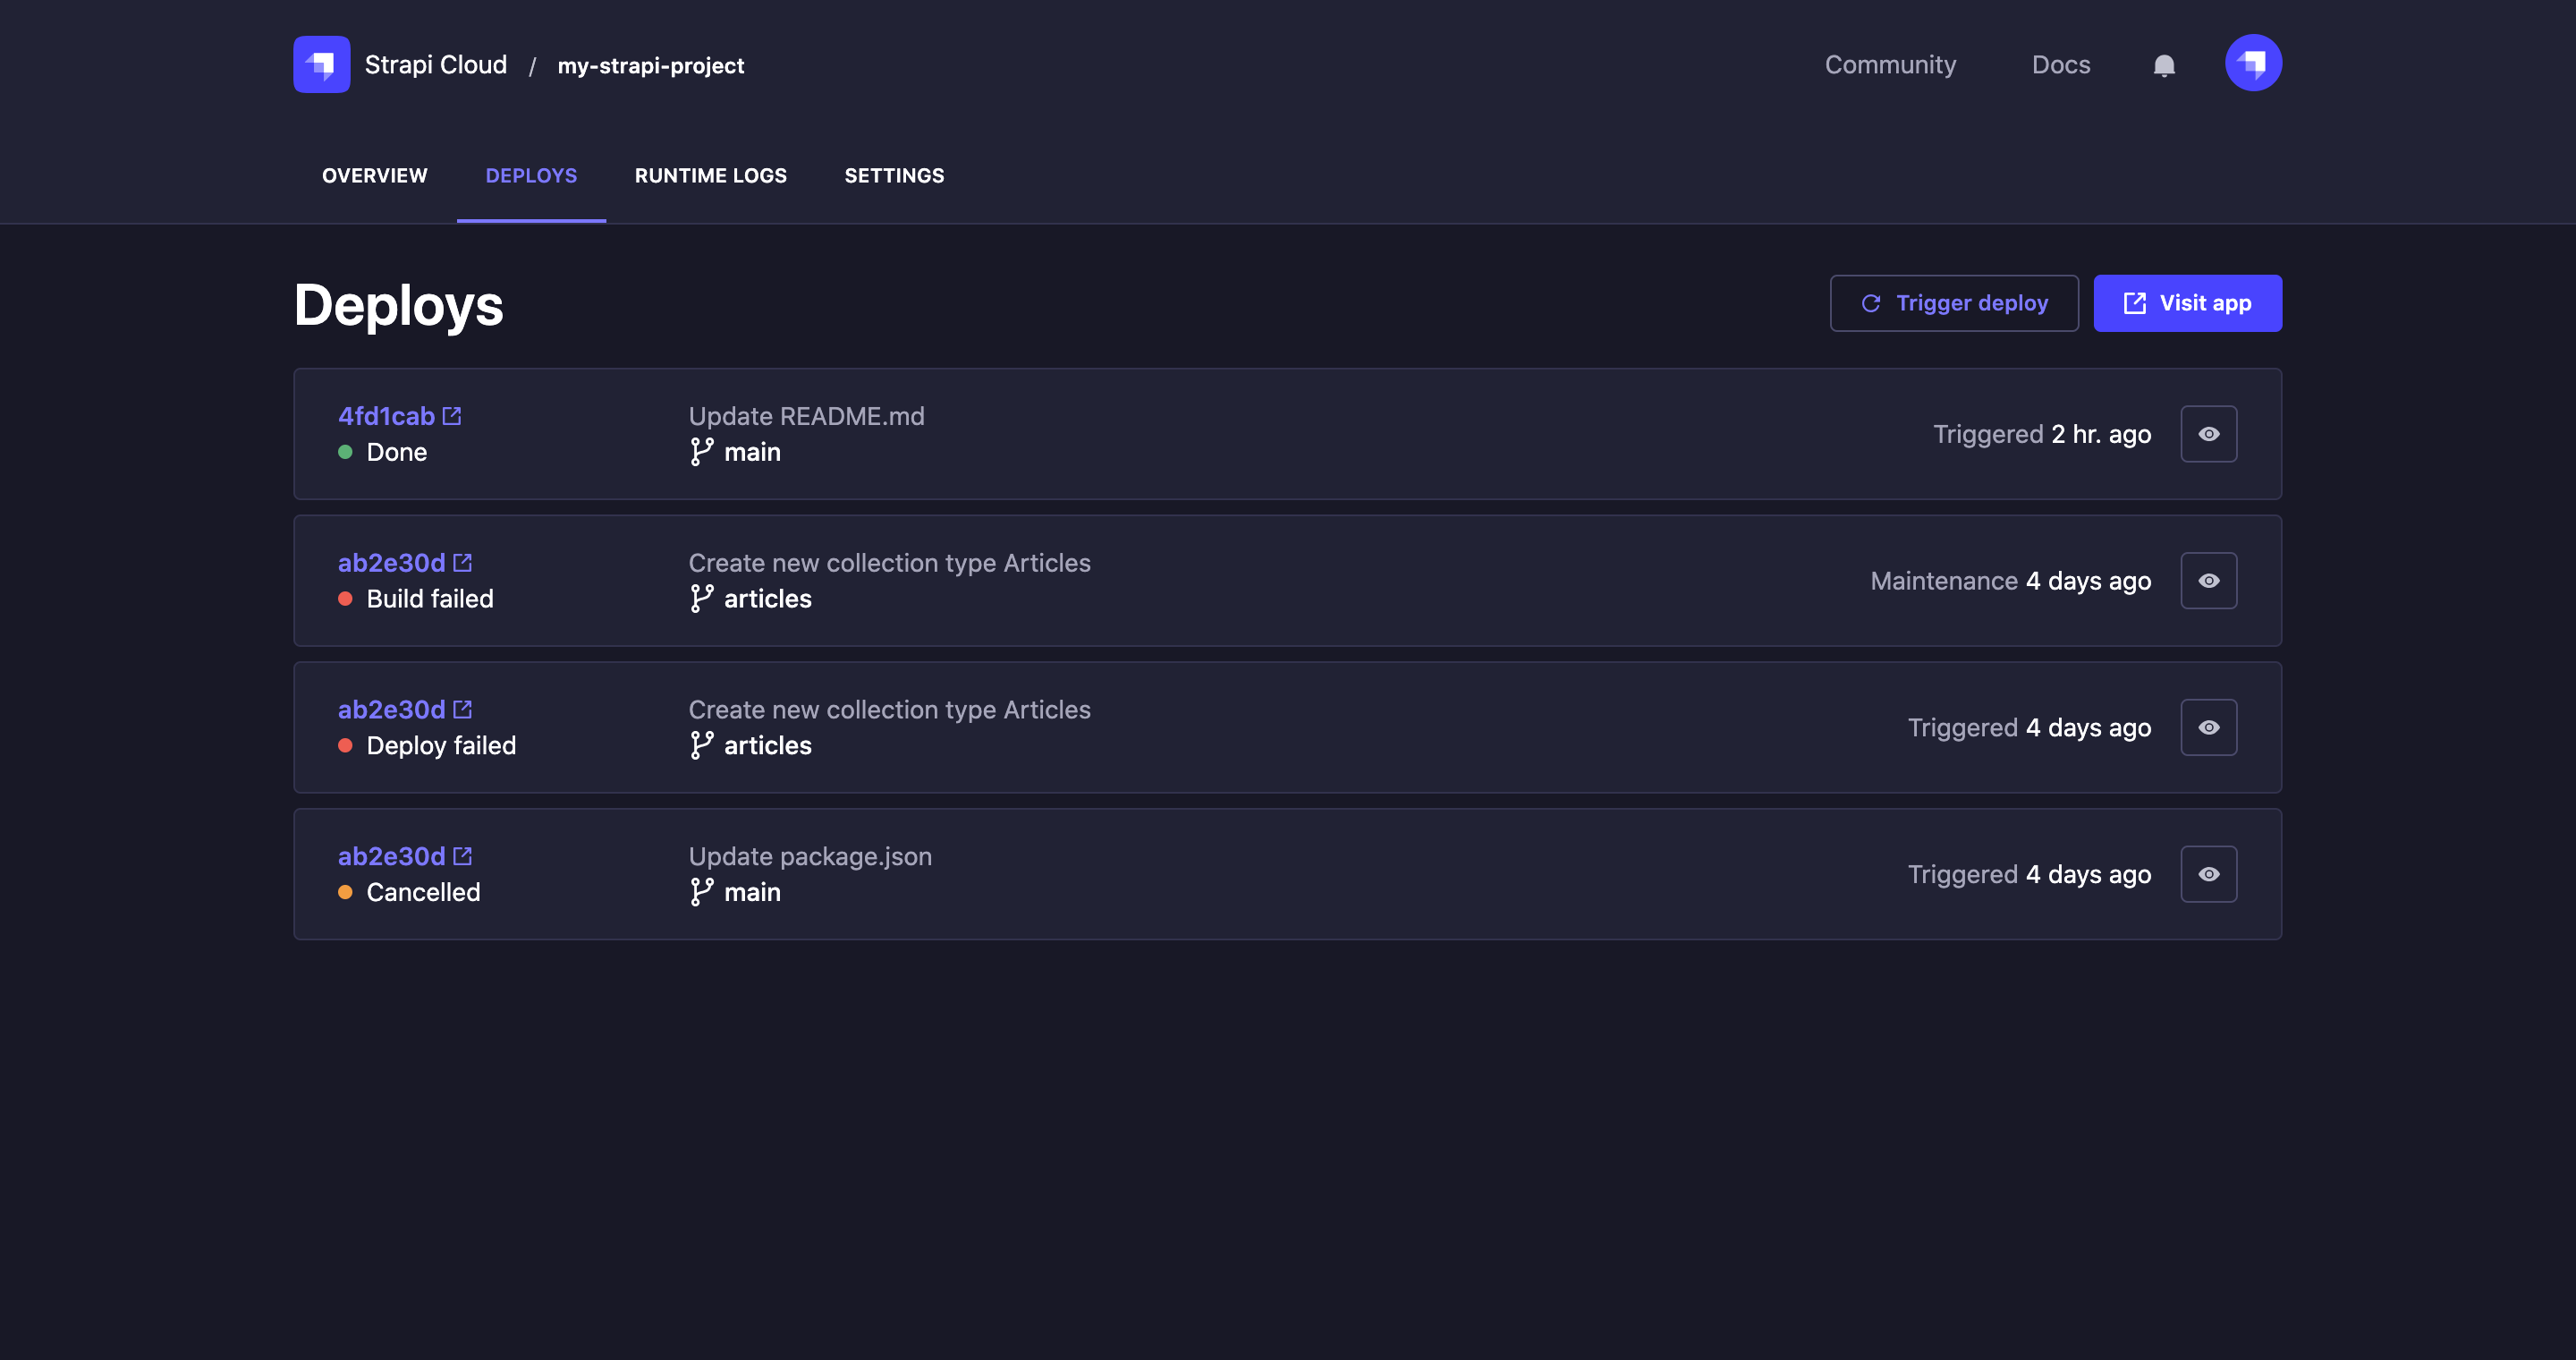 Strapi Cloud / my-strapi-project
Community
Docs
OVERVIEW
DEPLOYS
RUNTIME LOGS
SETTINGS
Deploys
Trigger deploy
Visit app
4fd1cab
Done
Update README.md
main
Triggered 2 hr. ago
ab2e30d
Build failed
Create new collection type Articles
articles
Maintenance 4 days ago
ab2e30d
Deploy failed
Create new collection type Articles
articles
Triggered 4 days ago
ab2e30d
Cancelled
Update package.json
main
Triggered 4 days ago